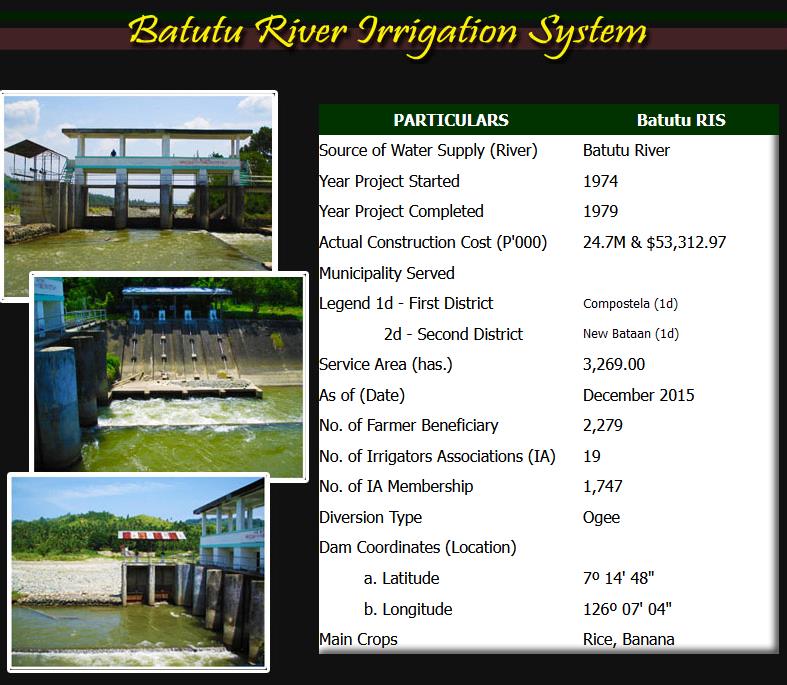 Batutu River Irrigation System
PARTICULARS Batutu RIS
Source of Water Supply (River) Batutu River
Year Project Started 1974
Year Project Completed 1979
Actual Construction Cost (P'000) 24.7M & $53,312.97
Municipality Served
Legend 1d - First District Compostela (1d)
2d - Second District New Bataan (1d)
Service Area (has.) 3,269.00
As of (Date) December 2015
No. of Farmer Beneficiary 2,279
No. of Irrigators Associations (IA) 19
No. of IA Membership 1,747
Diversion Type Ogee
Dam Coordinates (Location)
a. Latitude 7º 14' 48"
b. Longitude 126º 07' 04"
Main Crops Rice, Banana